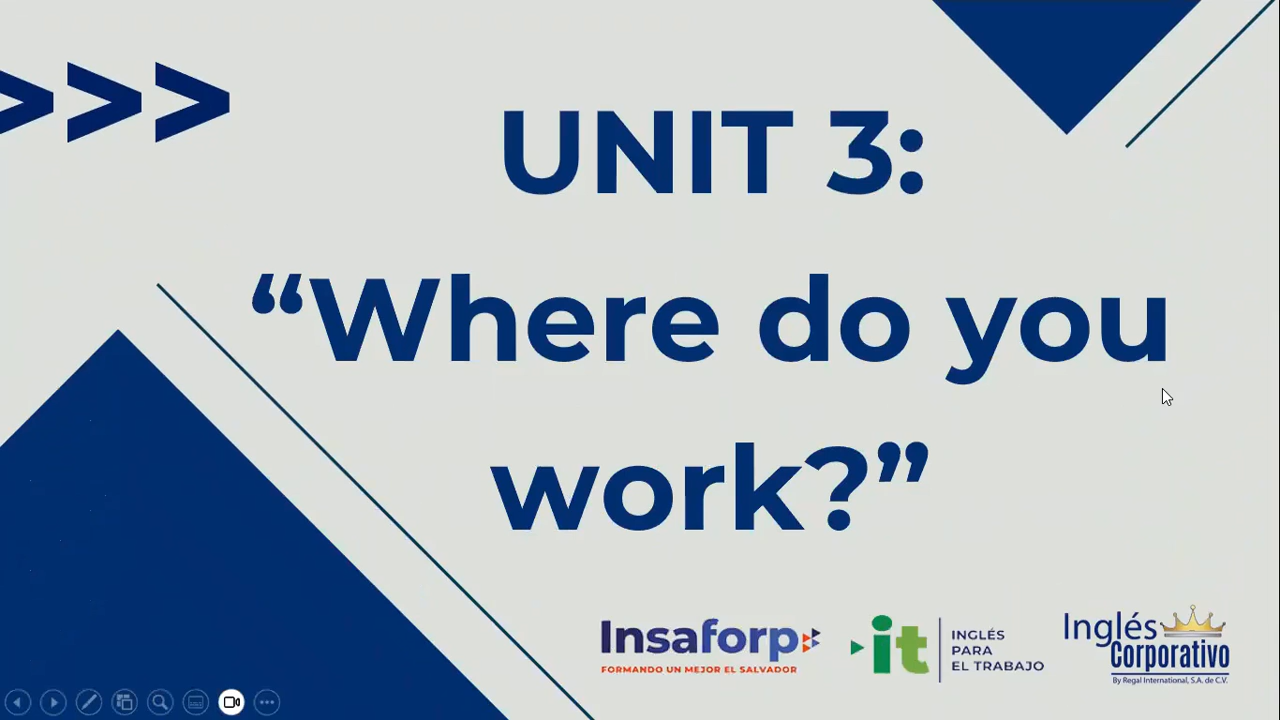 >>>
UNIT 3:
“Where do you
work?”
Insaforp
FORMANDO UN MEJOR EL SALVADOR
it
INGLÉS
PARA
EL TRABAJO
Inglés
Corporativo
By Regal International, S.A. de C.V.